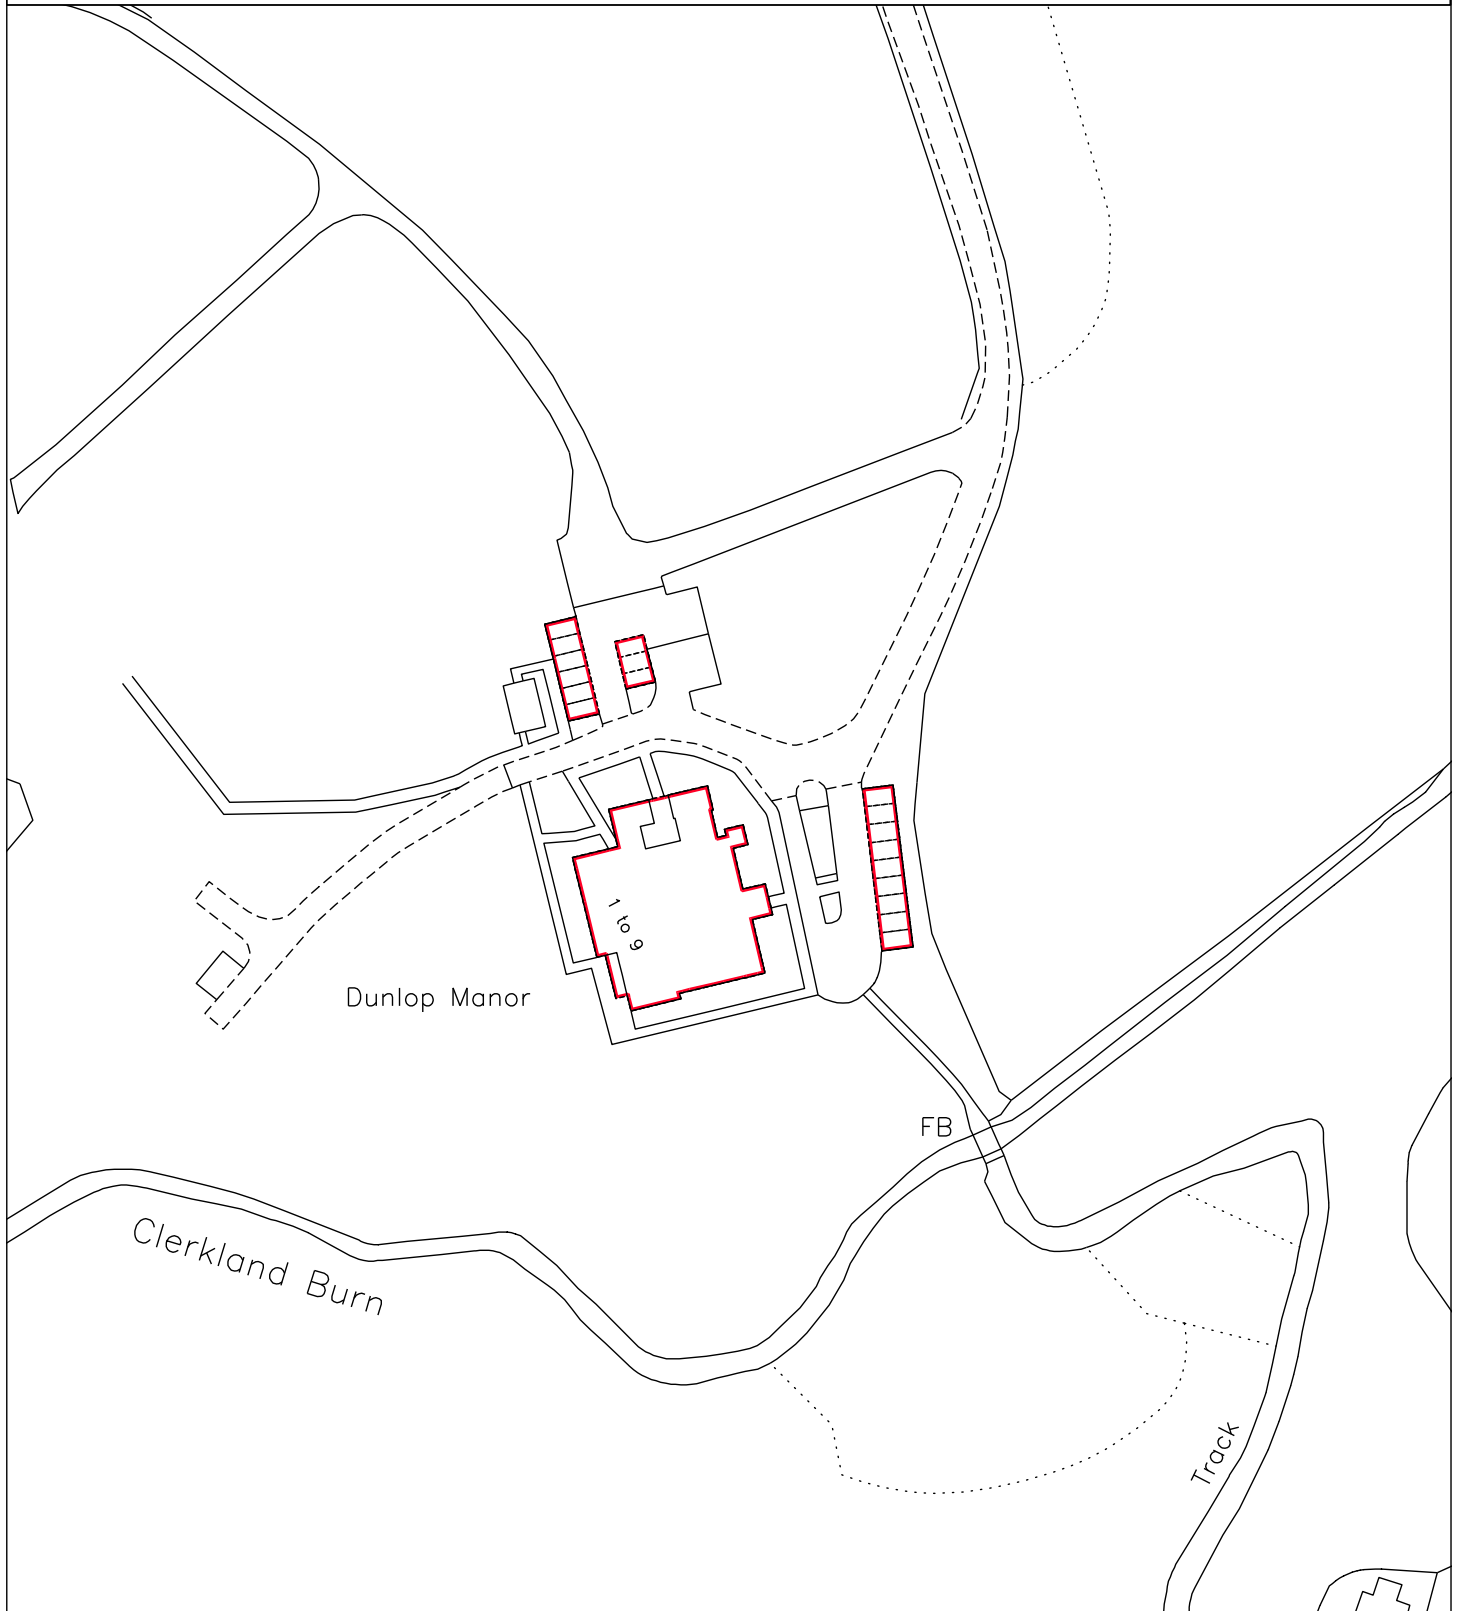 1 to 9
Dunlop Manor
FB
Clerkland Burn
Track